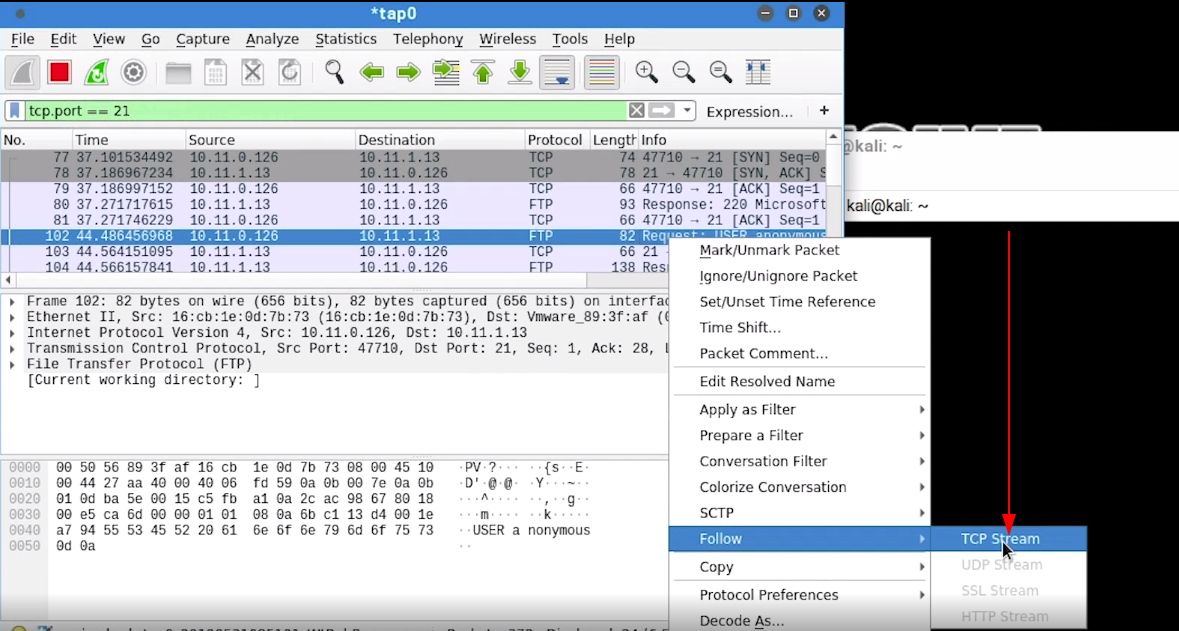 *tap0
File Edit View Go Capture Analyze Statistics Telephony Wireless Tools Help
tcp.port == 21
Expression… +
No. Time Source Destination Protocol Length Info
77 37.101534492 10.11.0.126 10.11.1.13 TCP 74 47710 → 21 [SYN] Seq=0
78 37.186967234 10.11.1.13 10.11.0.126 TCP 78 21 → 47710 [SYN, ACK] S
79 37.186997152 10.11.0.126 10.11.1.13 TCP 66 47710 → 21 [ACK] Seq=1
80 37.271717615 10.11.1.13 10.11.0.126 FTP 93 Response: 220 Microsoft
81 37.271746229 10.11.0.126 10.11.1.13 TCP 66 47710 → 21 [ACK] Seq=1
102 44.486456968 10.11.0.126 10.11.1.13 FTP 82 Request: USER anonymous
103 44.564151095 10.11.1.13 10.11.0.126 TCP 66 21
104 44.566157841 10.11.1.13 10.11.0.126 FTP 138 Res
Frame 102: 82 bytes on wire (656 bits), 82 bytes captured (656 bits) on interfac
Ethernet II, Src: 16:cb:1e:0d:7b:73 (16:cb:1e:0d:7b:73), Dst: Vmware_89:3f:af (
Internet Protocol Version 4, Src: 10.11.0.126, Dst: 10.11.1.13
Transmission Control Protocol, Src Port: 47710, Dst Port: 21, Seq: 1, Ack: 28, L
File Transfer Protocol (FTP)
[Current working directory: ]
0000 00 50 56 89 3f af 16 cb 1e 0d 7b 73 08 00 45 10 ·PV·?··· ··{s··E·
0010 00 44 27 aa 40 00 40 06 fd 59 0a 0b 00 7e 0a 0b ·D'·@·@· ·Y···~··
0020 01 0d ba 5e 00 15 c5 fb a1 0a 2c ac 98 67 80 18 ···^···· ··,··g··
0030 00 e5 ca 6d 00 00 01 01 08 0a 6b c1 13 d4 00 1e ···m···· ··k·····
0040 a7 94 55 53 45 52 20 61 6e 6f 6e 79 6d 6f 75 73 ··USER a nonymous
0050 0d 0a ··
Mark/Unmark Packet
Ignore/Unignore Packet
Set/Unset Time Reference
Time Shift…
Packet Comment…
Edit Resolved Name
Apply as Filter
Prepare a Filter
Conversation Filter
Colorize Conversation
SCTP
Follow
Copy
Protocol Preferences
Decode As…
TCP Stream
UDP Stream
SSL Stream
HTTP Stream
@kali: ~
kali@kali: ~